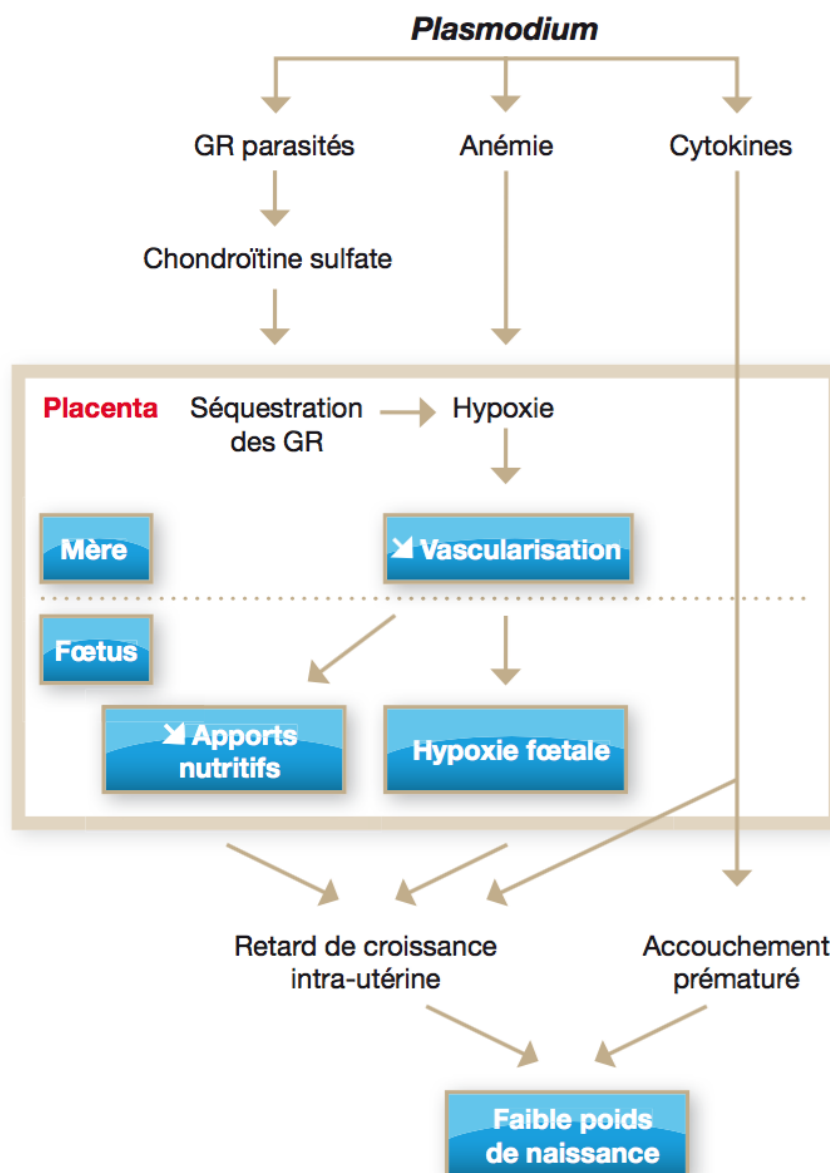 Plasmodium
GR parasités
Anémie
Cytokines
Chondroïtine sulfate
Placenta
Séquestration
des GR
Hypoxie
Mère
Vascularisation
Fœtus
Apports
nutritifs
Hypoxie fœtale
Retard de croissance
intra-utérine
Accouchement
prématuré
Faible poids
de naissance